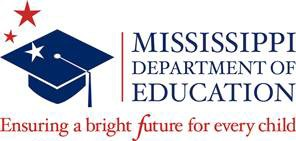 MISSISSIPPI
DEPARTMENT OF
EDUCATION
Ensuring a bright future for every child